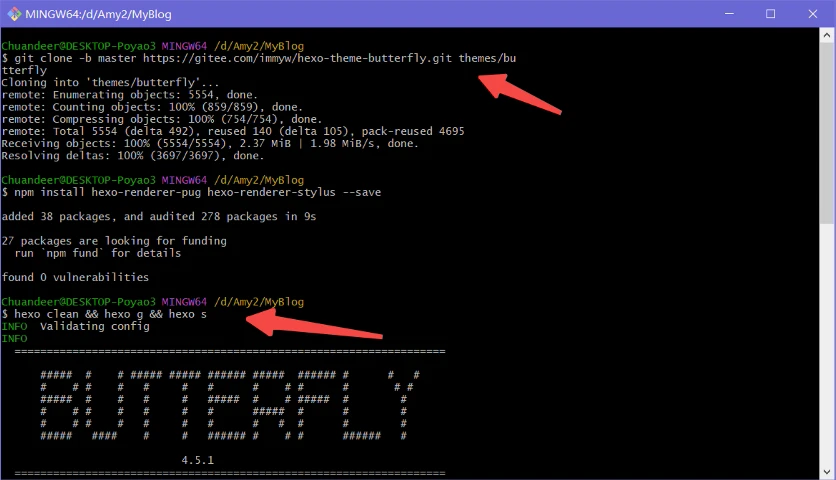 MINGW64:/d/Amy2/MyBlog
Chuandeer@DESKTOP-Poyao3 MINGW64 /d/Amy2/MyBlog
$ git clone -b master https://gitee.com/immyw/hexo-theme-butterfly.git themes/bu
tterfly
Cloning into 'themes/butterfly'...
remote: Enumerating objects: 5554, done.
remote: Counting objects: 100% (859/859), done.
remote: Compressing objects: 100% (754/754), done.
remote: Total 5554 (delta 492), reused 140 (delta 105), pack-reused 4695
Receiving objects: 100% (5554/5554), 2.37 MiB | 1.98 MiB/s, done.
Resolving deltas: 100% (3697/3697), done.
Chuandeer@DESKTOP-Poyao3 MINGW64 /d/Amy2/MyBlog
$ npm install hexo-renderer-pug hexo-renderer-stylus --save
added 38 packages, and audited 278 packages in 9s
27 packages are looking for funding
run `npm fund` for details
found 0 vulnerabilities
Chuandeer@DESKTOP-Poyao3 MINGW64 /d/Amy2/MyBlog
$ hexo clean && hexo g && hexo s
INFO Validating config
INFO
===================================================================
BUTTERFLY
4.5.1
===================================================================